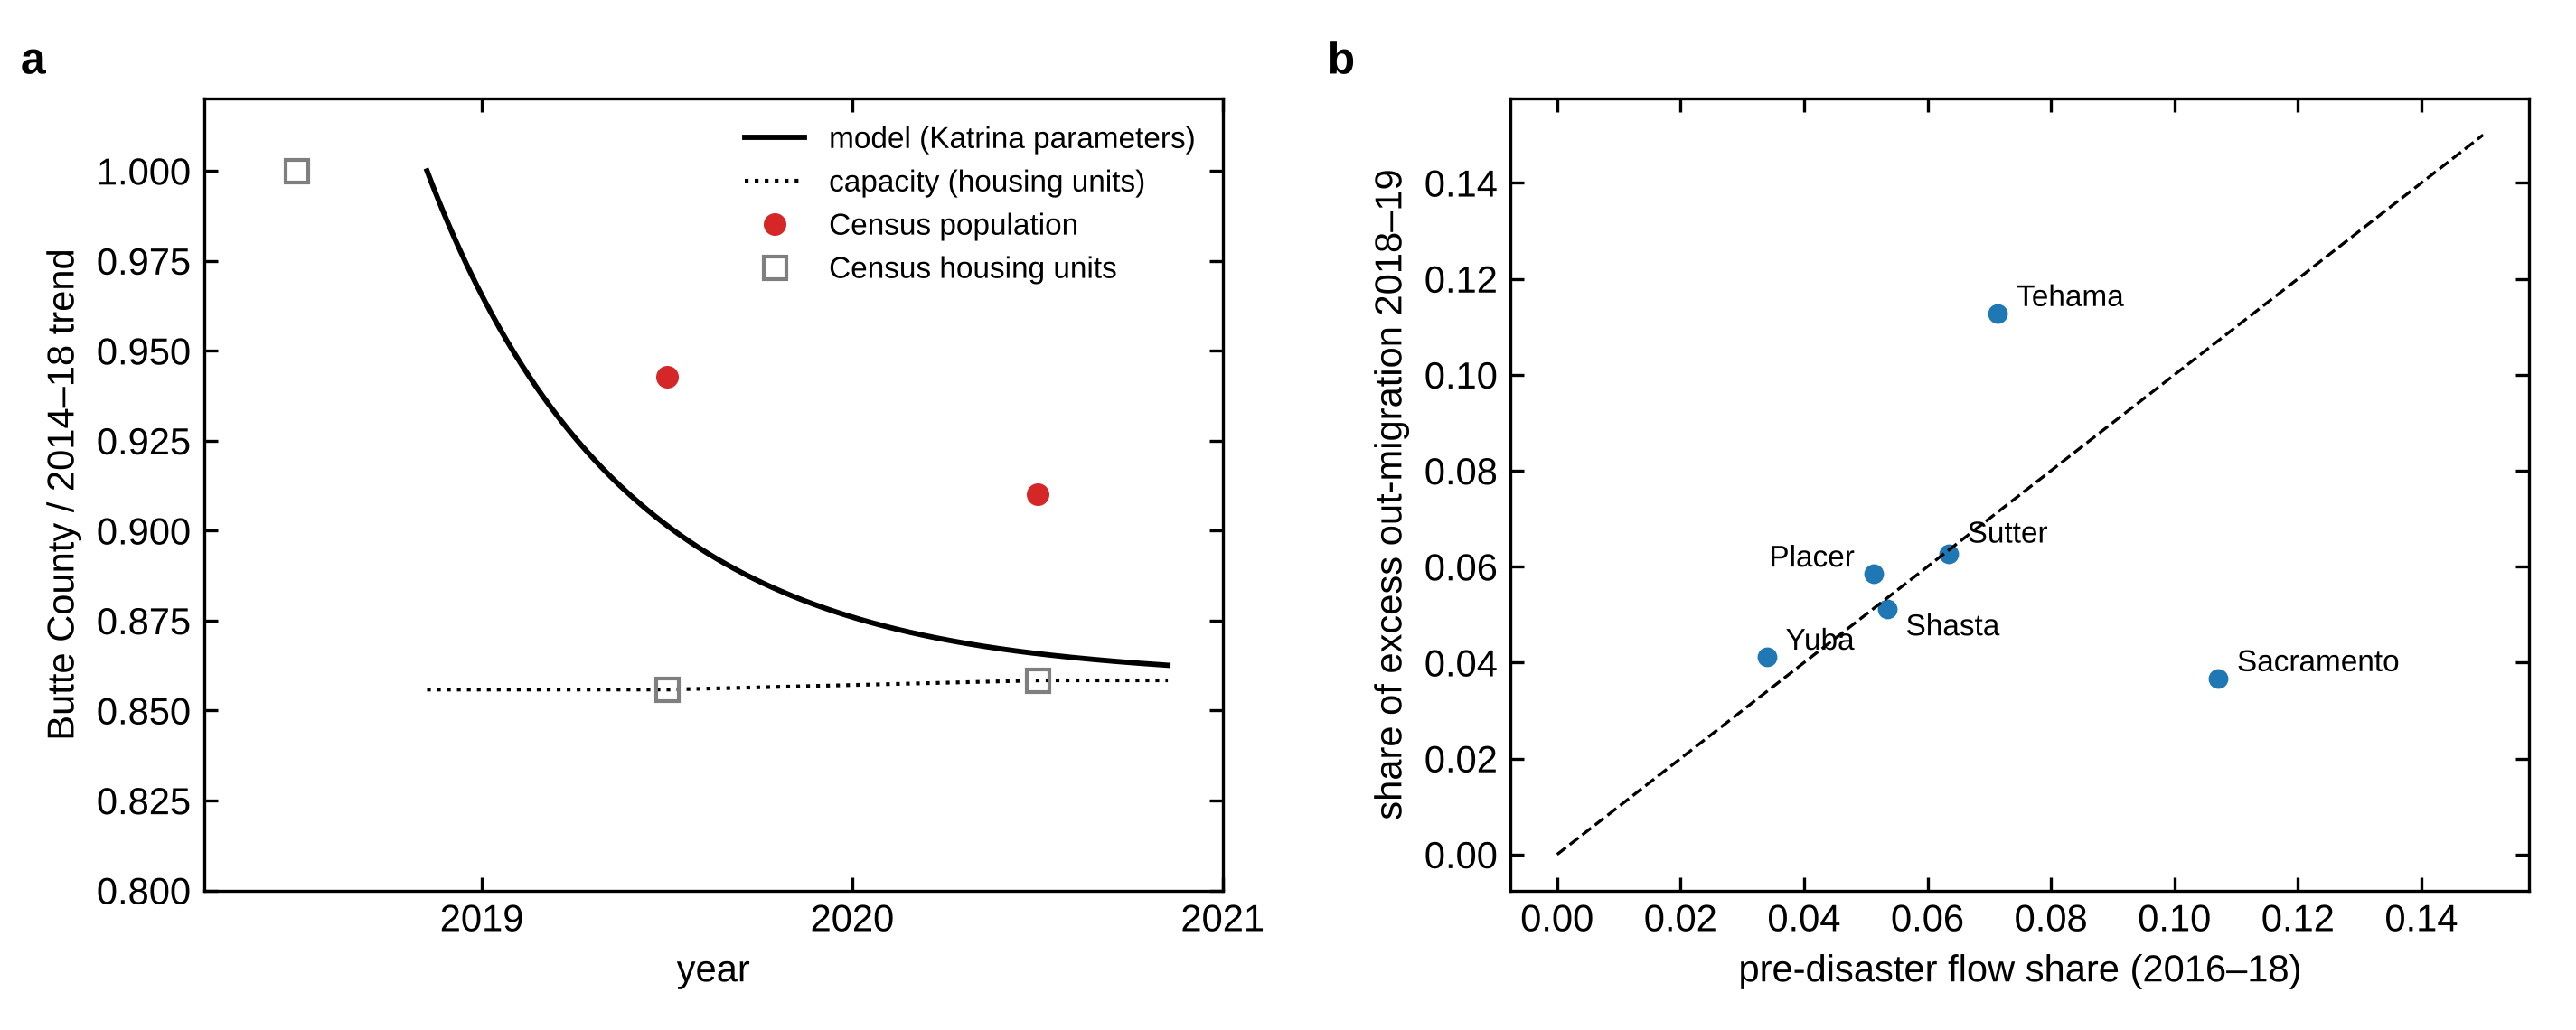 a
Butte County / 2014–18 trend
1.000
0.975
0.950
0.925
0.900
0.875
0.850
0.825
0.800
model (Katrina parameters)
capacity (housing units)
Census population
Census housing units
2019
2020
2021
year
b
share of excess out-migration 2018–19
0.14
0.12
0.10
0.08
0.06
0.04
0.02
0.00
Tehama
Sutter
Placer
Shasta
Yuba
Sacramento
0.00
0.02
0.04
0.06
0.08
0.10
0.12
0.14
pre-disaster flow share (2016–18)